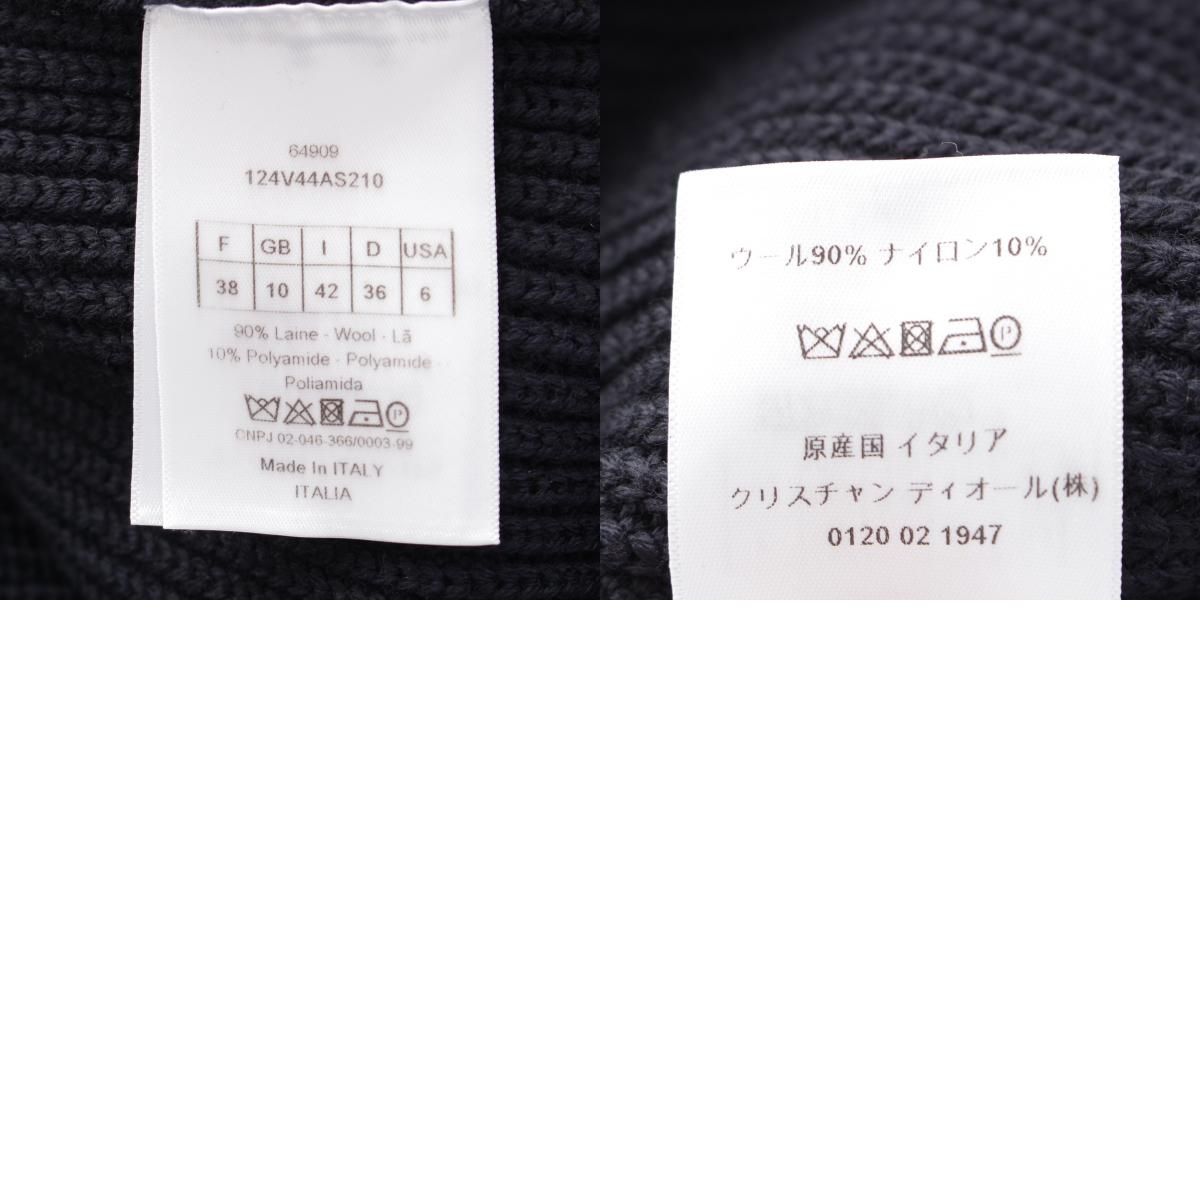 64909
124V44AS210
F GB I D USA
38 10 42 36 6
90% Laine - Wool - Lã
10% Polyamide - Polyamide -
Poliamida
P
CNPJ 02-046-366/0003-99
Made In ITALY
ITALIA
ウール90% ナイロン10%
P
原産国 イタリア
クリスチャン ディオール(株)
0120 02 1947